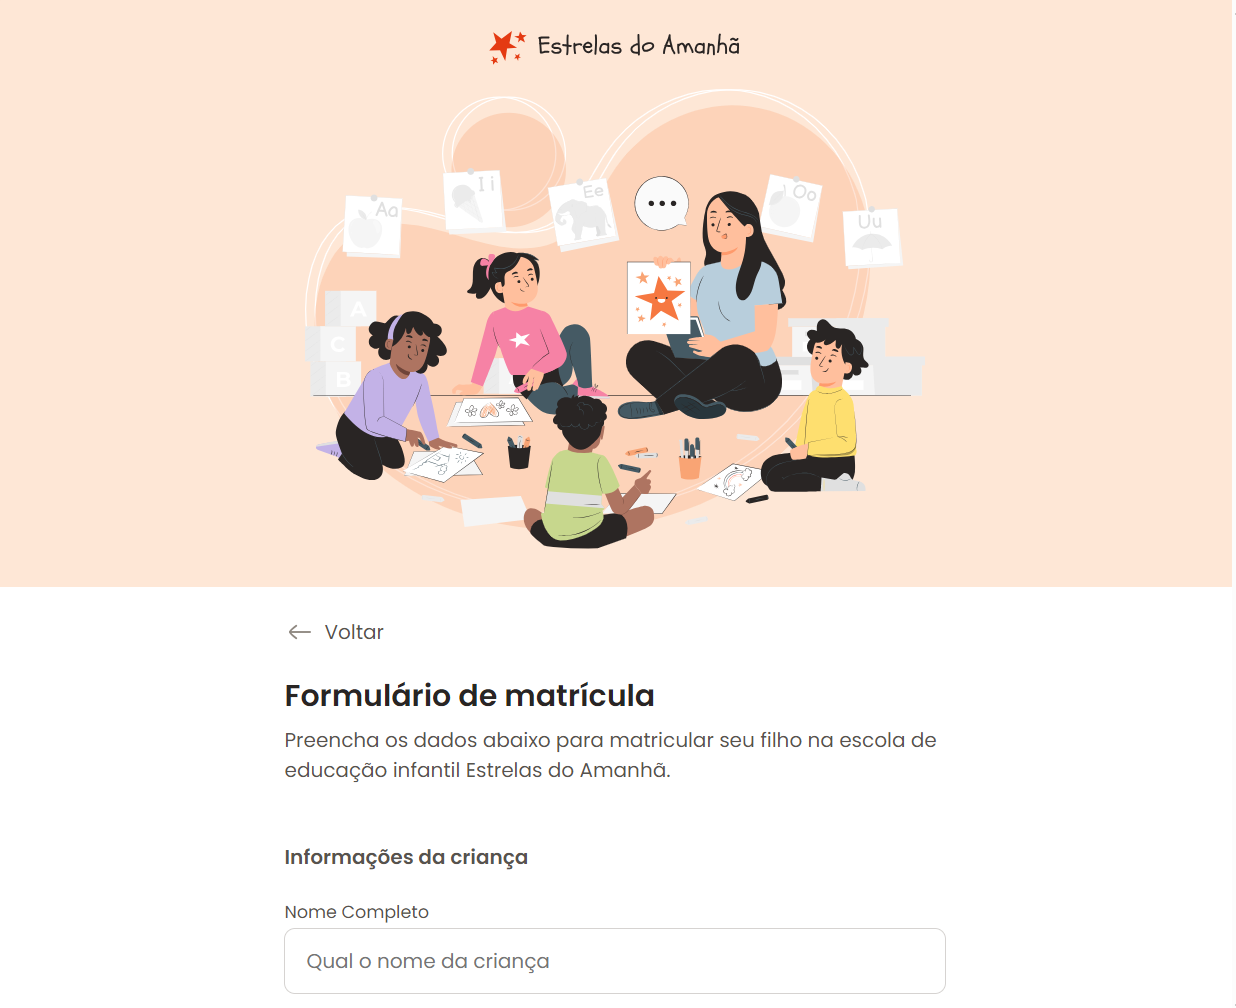 Estrelas do Amanhã
Aa
I i
Ee
Oo
Uu
A
C
B
Voltar
Formulário de matrícula
Preencha os dados abaixo para matricular seu filho na escola de
educação infantil Estrelas do Amanhã.
Informações da criança
Nome Completo
Qual o nome da criança